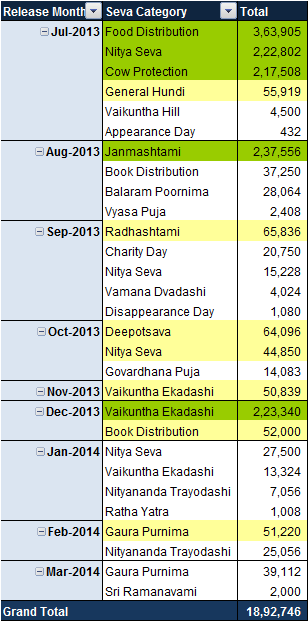 Release Month Seva Category Total
Jul-2013 Food Distribution 3,63,905
Nitya Seva 2,22,802
Cow Protection 2,17,508
General Hundi 55,919
Vaikuntha Hill 4,500
Appearance Day 432
Aug-2013 Janmashtami 2,37,556
Book Distribution 37,250
Balaram Poornima 28,064
Vyasa Puja 2,408
Sep-2013 Radhashtami 65,836
Charity Day 20,750
Nitya Seva 15,228
Vamana Dvadashi 4,024
Disappearance Day 1,080
Oct-2013 Deepotsava 64,096
Nitya Seva 44,850
Govardhana Puja 14,083
Nov-2013 Vaikuntha Ekadashi 50,839
Dec-2013 Vaikuntha Ekadashi 2,23,340
Book Distribution 52,000
Jan-2014 Nitya Seva 27,500
Vaikuntha Ekadashi 13,324
Nityananda Trayodashi 7,056
Ratha Yatra 1,008
Feb-2014 Gaura Purnima 51,220
Nityananda Trayodashi 25,056
Mar-2014 Gaura Purnima 39,112
Sri Ramanavami 2,000
Grand Total 18,92,746